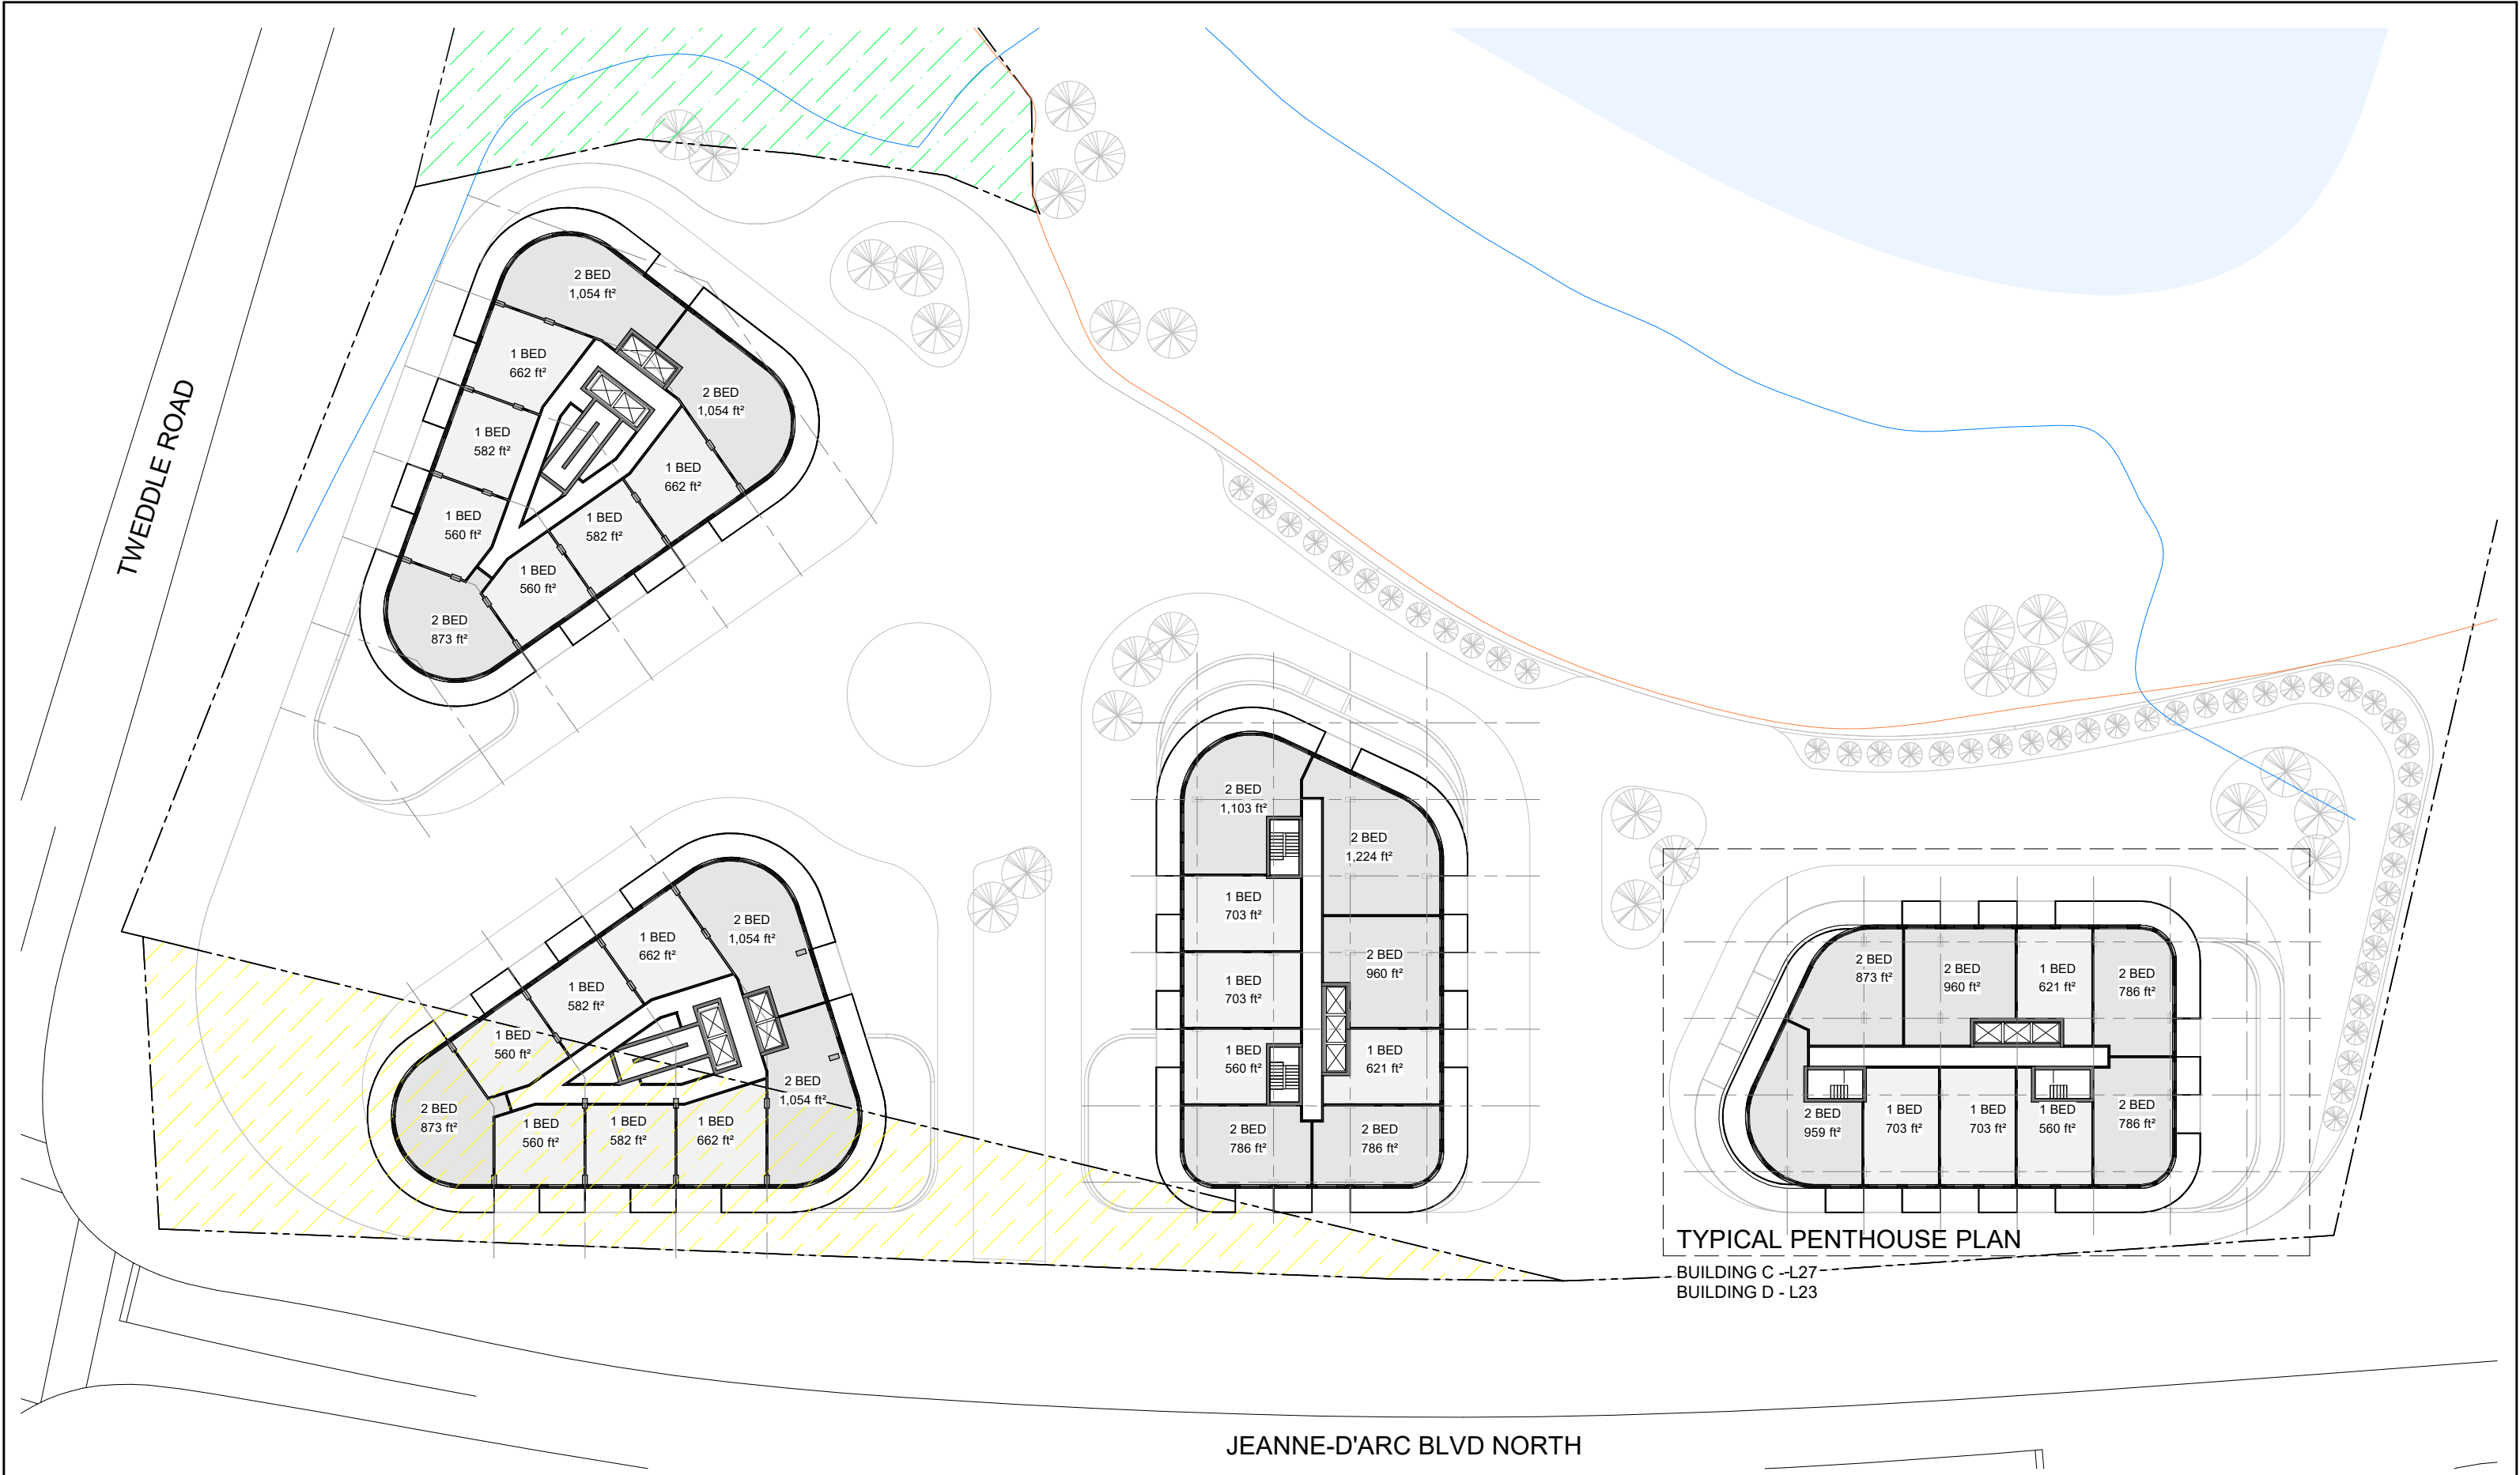 TWEDDLE ROAD
2 BED
1,054 ft²
1 BED
662 ft²
2 BED
1,054 ft²
1 BED
582 ft²
1 BED
662 ft²
1 BED
560 ft²
1 BED
582 ft²
1 BED
560 ft²
2 BED
873 ft²
2 BED
1,054 ft²
1 BED
662 ft²
1 BED
582 ft²
1 BED
560 ft²
2 BED
1,054 ft²
2 BED
873 ft²
1 BED
560 ft²
1 BED
582 ft²
1 BED
662 ft²
2 BED
1,103 ft²
2 BED
1,224 ft²
1 BED
703 ft²
2 BED
960 ft²
1 BED
703 ft²
1 BED
560 ft²
1 BED
621 ft²
2 BED
786 ft²
2 BED
786 ft²
2 BED
873 ft²
2 BED
960 ft²
1 BED
621 ft²
2 BED
786 ft²
2 BED
959 ft²
1 BED
703 ft²
1 BED
703 ft²
1 BED
560 ft²
2 BED
786 ft²
TYPICAL PENTHOUSE PLAN
BUILDING C - L27
BUILDING D - L23
JEANNE-D'ARC BLVD NORTH